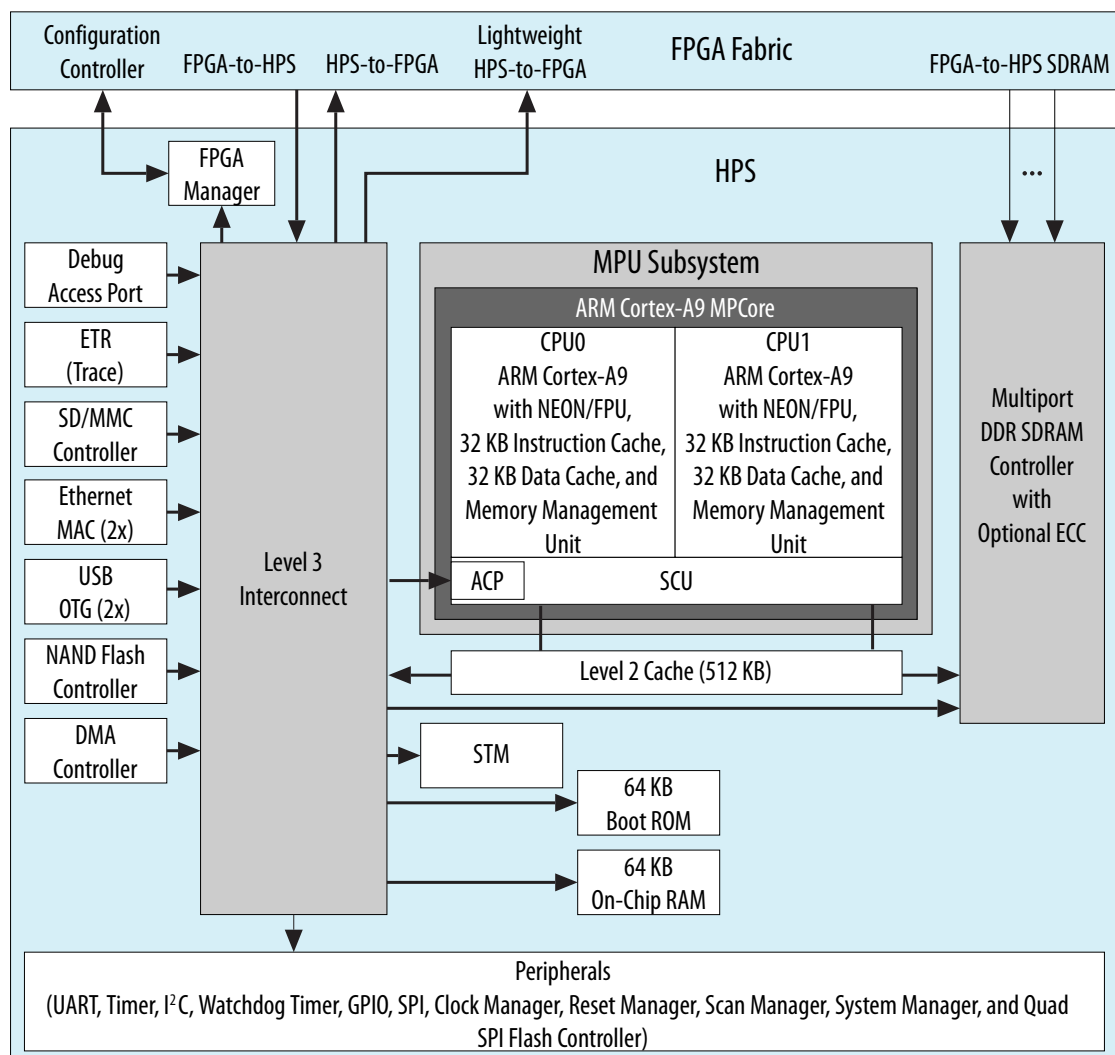 Configuration
Controller
FPGA-to-HPS
HPS-to-FPGA
Lightweight
HPS-to-FPGA
FPGA Fabric
FPGA-to-HPS SDRAM
FPGA
Manager
HPS
...
Debug
Access Port
ETR
(Trace)
SD/MMC
Controller
Ethernet
MAC (2x)
USB
OTG (2x)
NAND Flash
Controller
DMA
Controller
Level 3
Interconnect
MPU Subsystem
ARM Cortex-A9 MPCore
CPU0
ARM Cortex-A9
with NEON/FPU,
32 KB Instruction Cache,
32 KB Data Cache, and
Memory Management
Unit
CPU1
ARM Cortex-A9
with NEON/FPU,
32 KB Instruction Cache,
32 KB Data Cache, and
Memory Management
Unit
ACP
SCU
Level 2 Cache (512 KB)
Multiport
DDR SDRAM
Controller
with
Optional ECC
STM
64 KB
Boot ROM
64 KB
On-Chip RAM
Peripherals
(UART, Timer, I²C, Watchdog Timer, GPIO, SPI, Clock Manager, Reset Manager, Scan Manager, System Manager, and Quad
SPI Flash Controller)